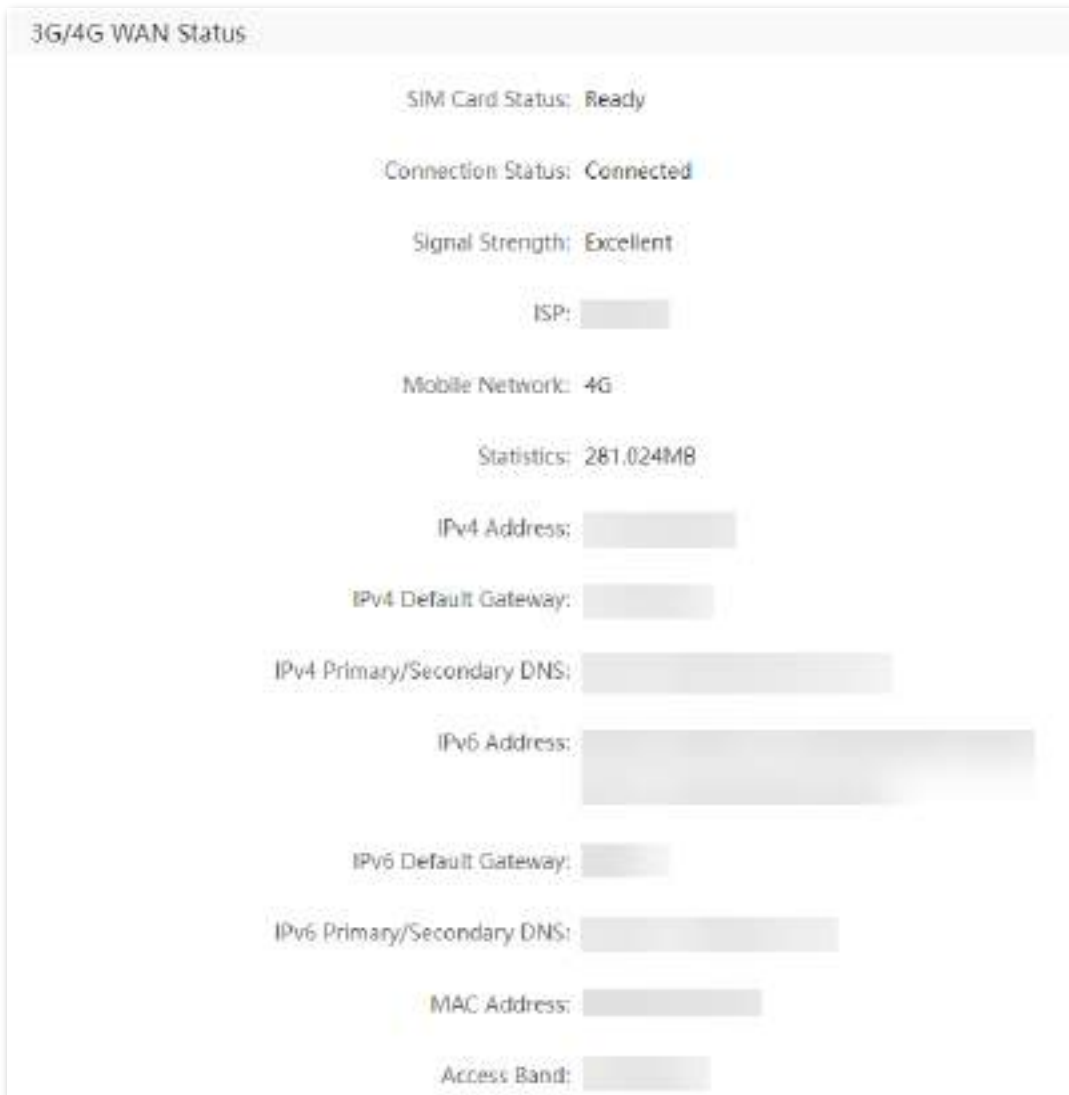 3G/4G WAN Status
SIM Card Status: Ready
Connection Status: Connected
Signal Strength: Excellent
ISP:
Mobile Network: 4G
Statistics: 281.024MB
IPv4 Address:
IPv4 Default Gateway:
IPv4 Primary/Secondary DNS:
IPv6 Address:
IPv6 Default Gateway:
IPv6 Primary/Secondary DNS:
MAC Address:
Access Band: